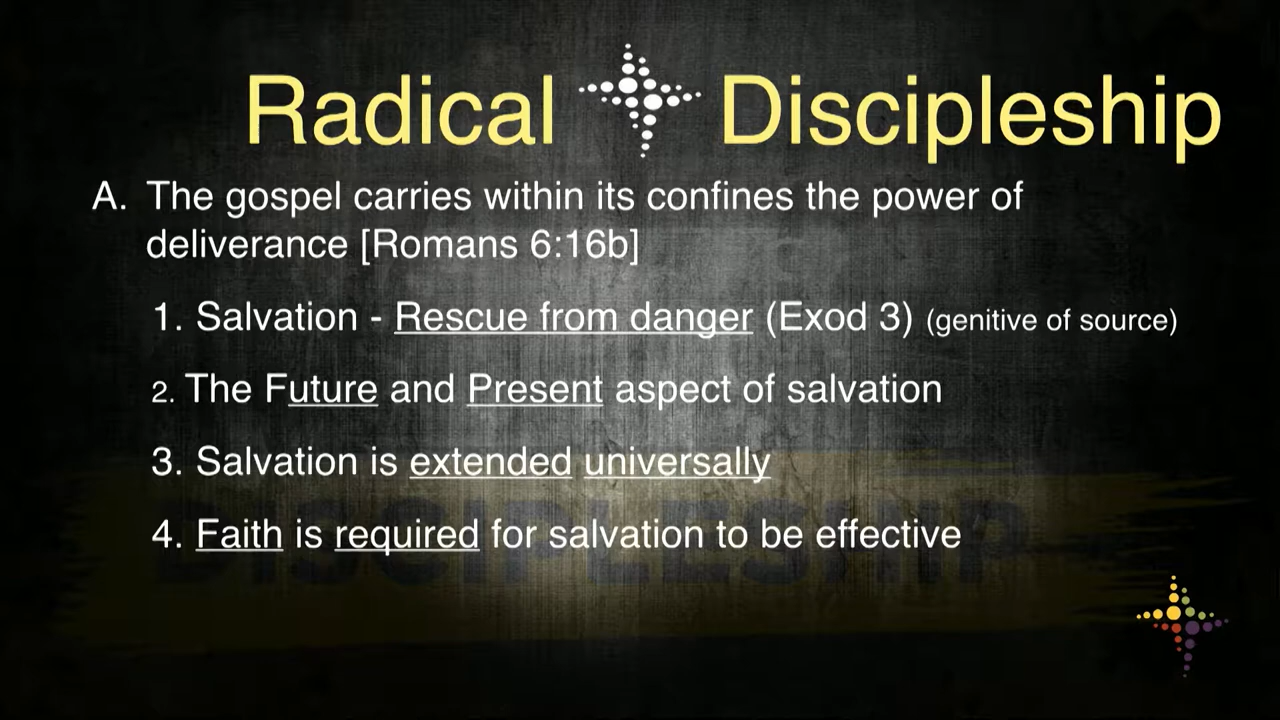 Radical Discipleship
A. The gospel carries within its confines the power of
deliverance [Romans 6:16b]
1. Salvation - Rescue from danger (Exod 3) (genitive of source)
2. The Future and Present aspect of salvation
3. Salvation is extended universally
4. Faith is required for salvation to be effective
DISCIPLESHIP